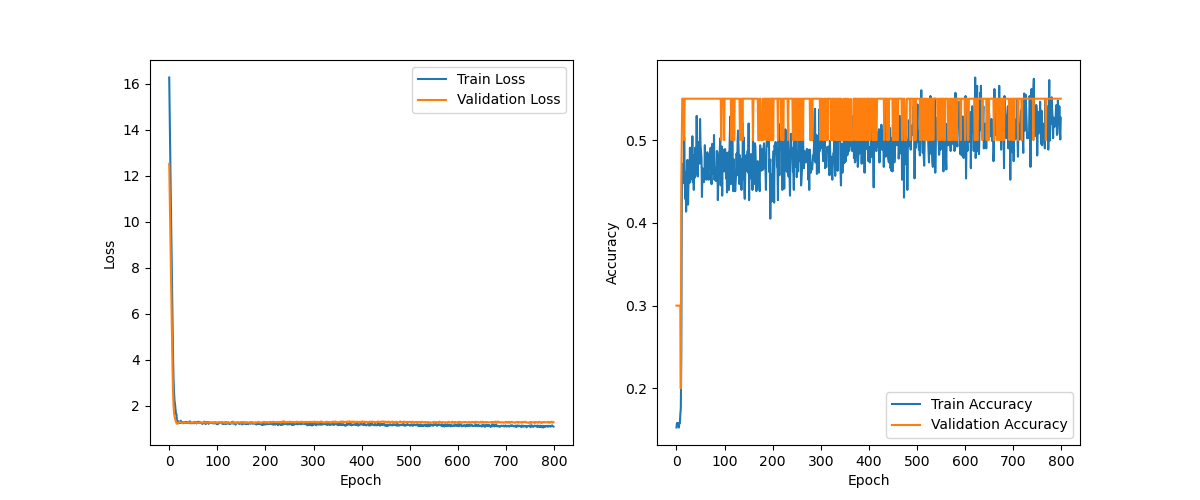 16
14
12
10
8
6
4
2
Loss
0 100 200 300 400 500 600 700 800
Epoch
Train Loss
Validation Loss
0.5
0.4
0.3
0.2
Accuracy
0 100 200 300 400 500 600 700 800
Epoch
Train Accuracy
Validation Accuracy